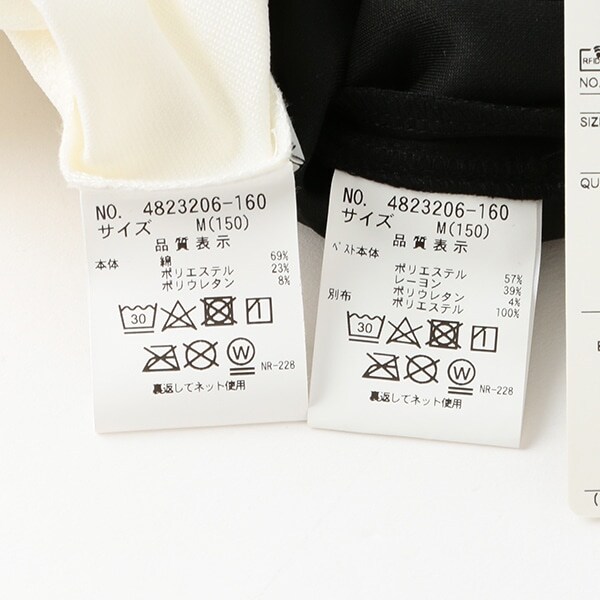 NO. 4823206-160
サイズ M(150)
品質表示
本体 綿 69%
ポリエステル 23%
ポリウレタン 8%
30
W
NR-228
裏返してネット使用
NO. 4823206-160
サイズ M(150)
品質表示
ベスト本体
ポリエステル 57%
レーヨン 39%
ポリウレタン 4%
別布 ポリエステル 100%
30
W
NR-228
裏返してネット使用
RFID
NO.